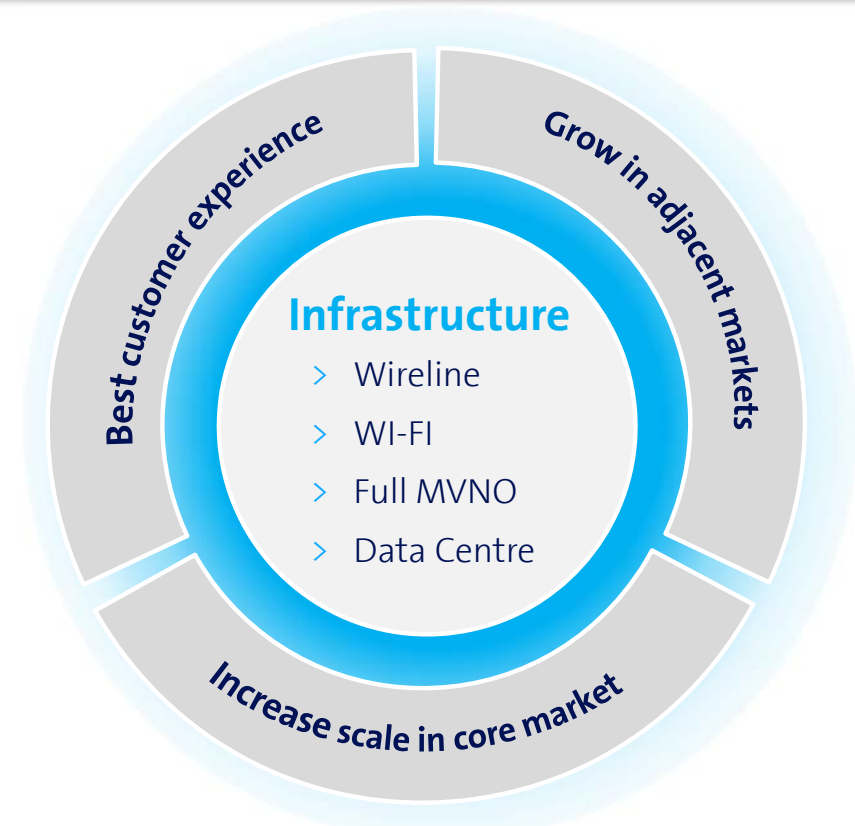 Best customer experience
Grow in adjacent markets
Infrastructure
> Wireline
> WI-FI
> Full MVNO
> Data Centre
Increase scale in core market